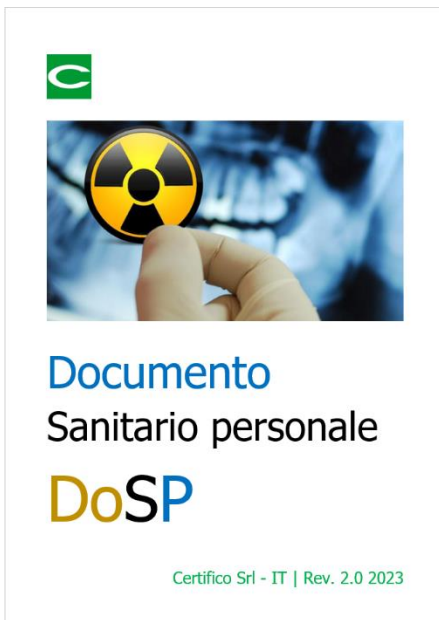 C
Documento
Sanitario personale
DoSP
Certifico Srl - IT | Rev. 2.0 2023